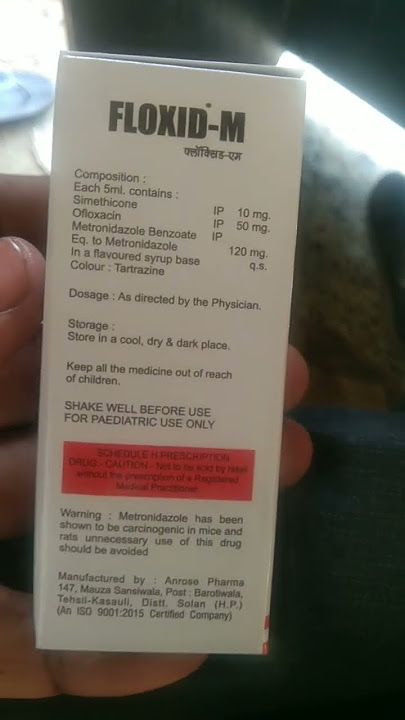 FLOXID-M
फ्लॉक्सिड-एम
Composition :
Each 5ml. contains :
Simethicone IP 10 mg.
Ofloxacin IP 50 mg.
Metronidazole Benzoate IP
Eq. to Metronidazole 120 mg.
In a flavoured syrup base q.s.
Colour : Tartrazine
Dosage : As directed by the Physician.
Storage :
Store in a cool, dry & dark place.
Keep all the medicine out of reach
of children.
SHAKE WELL BEFORE USE
FOR PAEDIATRIC USE ONLY
SCHEDULE H PRESCRIPTION
DRUG - CAUTION - Not to be sold by retail
without the prescription of a Registered
Medical Practitioner
Warning : Metronidazole has been
shown to be carcinogenic in mice and
rats unnecessary use of this drug
should be avoided
Manufactured by : Anrose Pharma
147, Mauza Sansiwala, Post : Barotiwala,
Tehsil-Kasauli, Distt. Solan (H.P.)
(An ISO 9001:2015 Certified Company)